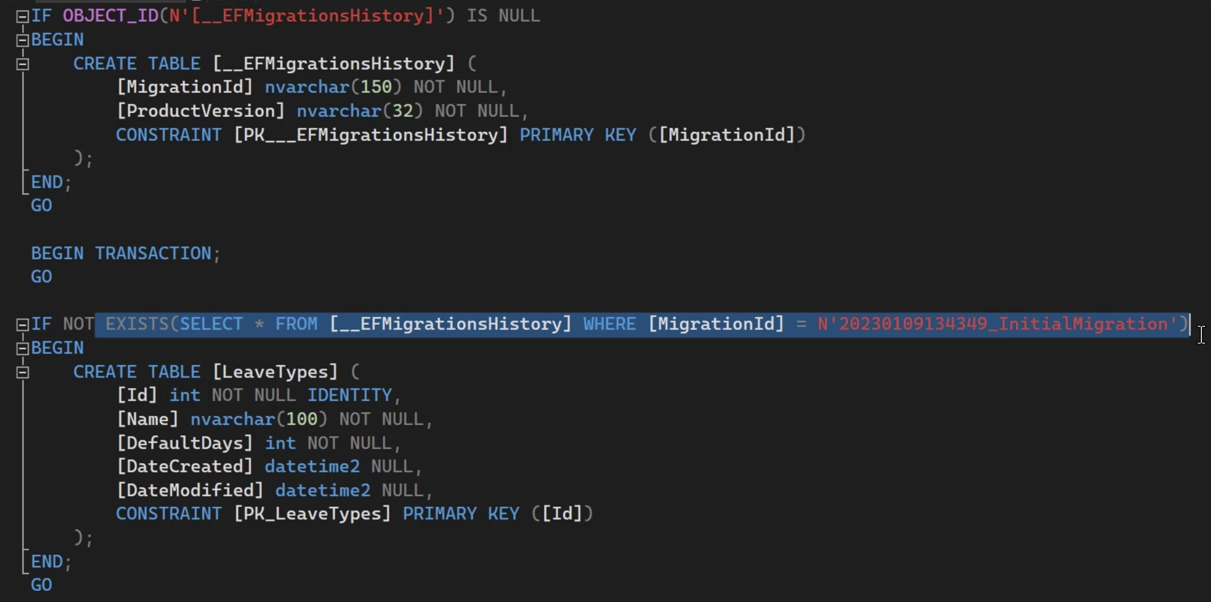 IF OBJECT_ID(N'[__EFMigrationsHistory]') IS NULL
BEGIN
CREATE TABLE [__EFMigrationsHistory] (
[MigrationId] nvarchar(150) NOT NULL,
[ProductVersion] nvarchar(32) NOT NULL,
CONSTRAINT [PK___EFMigrationsHistory] PRIMARY KEY ([MigrationId])
);
END;
GO
BEGIN TRANSACTION;
GO
IF NOT EXISTS(SELECT * FROM [__EFMigrationsHistory] WHERE [MigrationId] = N'20230109134349_InitialMigration')
BEGIN
CREATE TABLE [LeaveTypes] (
[Id] int NOT NULL IDENTITY,
[Name] nvarchar(100) NOT NULL,
[DefaultDays] int NOT NULL,
[DateCreated] datetime2 NULL,
[DateModified] datetime2 NULL,
CONSTRAINT [PK_LeaveTypes] PRIMARY KEY ([Id])
);
END;
GO